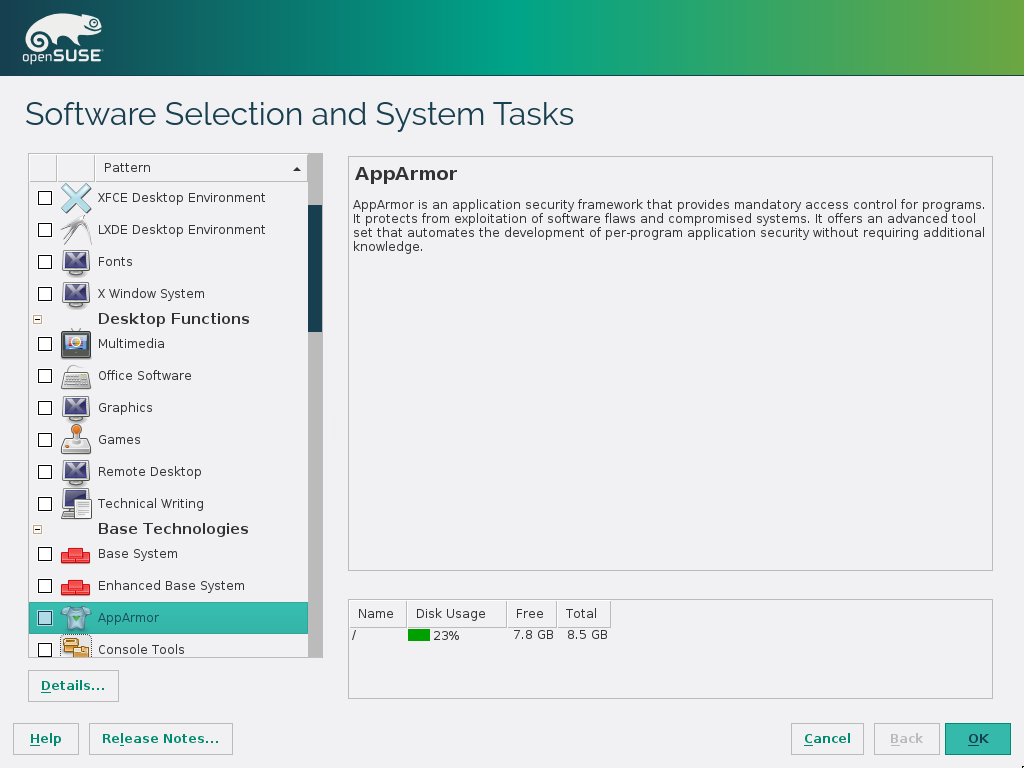 openSUSE
Software Selection and System Tasks
Pattern
XFCE Desktop Environment
LXDE Desktop Environment
Fonts
X Window System
Desktop Functions
Multimedia
Office Software
Graphics
Games
Remote Desktop
Technical Writing
Base Technologies
Base System
Enhanced Base System
AppArmor
Console Tools
Details...
AppArmor
AppArmor is an application security framework that provides mandatory access control for programs.
It protects from exploitation of software flaws and compromised systems. It offers an advanced tool
set that automates the development of per-program application security without requiring additional
knowledge.
Name Disk Usage Free Total
/ 23% 7.8 GB 8.5 GB
Help Release Notes... Cancel Back OK